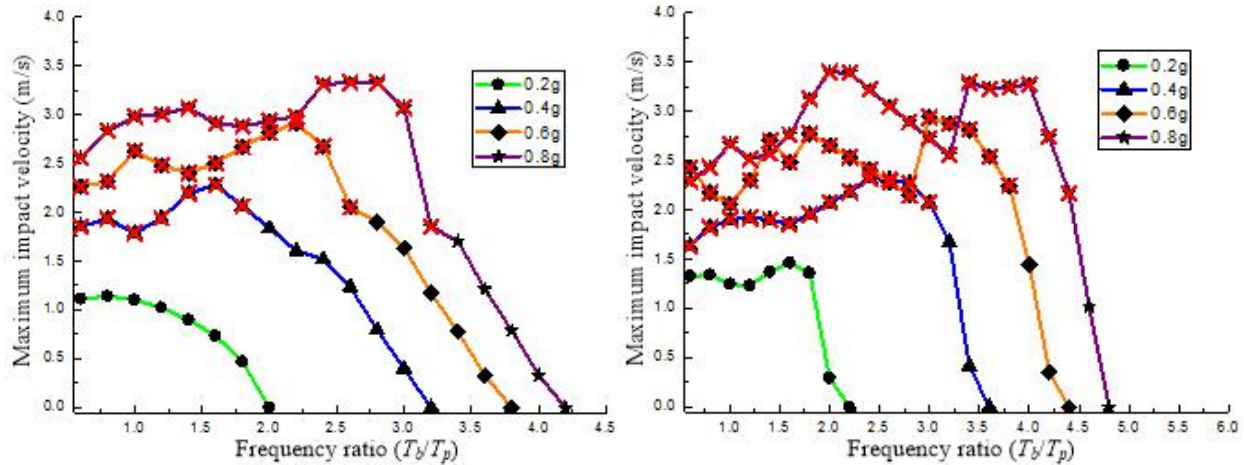 4.0
3.5
3.0
2.5
2.0
1.5
1.0
0.5
0.0
Maximum impact velocity (m/s)
0.2g
0.4g
0.6g
0.8g
1.0 1.5 2.0 2.5 3.0 3.5 4.0 4.5
Frequency ratio (Tb/Tp)
4.0
3.5
3.0
2.5
2.0
1.5
1.0
0.5
0.0
Maximum impact velocity (m/s)
0.2g
0.4g
0.6g
0.8g
1.0 1.5 2.0 2.5 3.0 3.5 4.0 4.5 5.0 5.5 6.0
Frequency ratio (Tb/Tp)